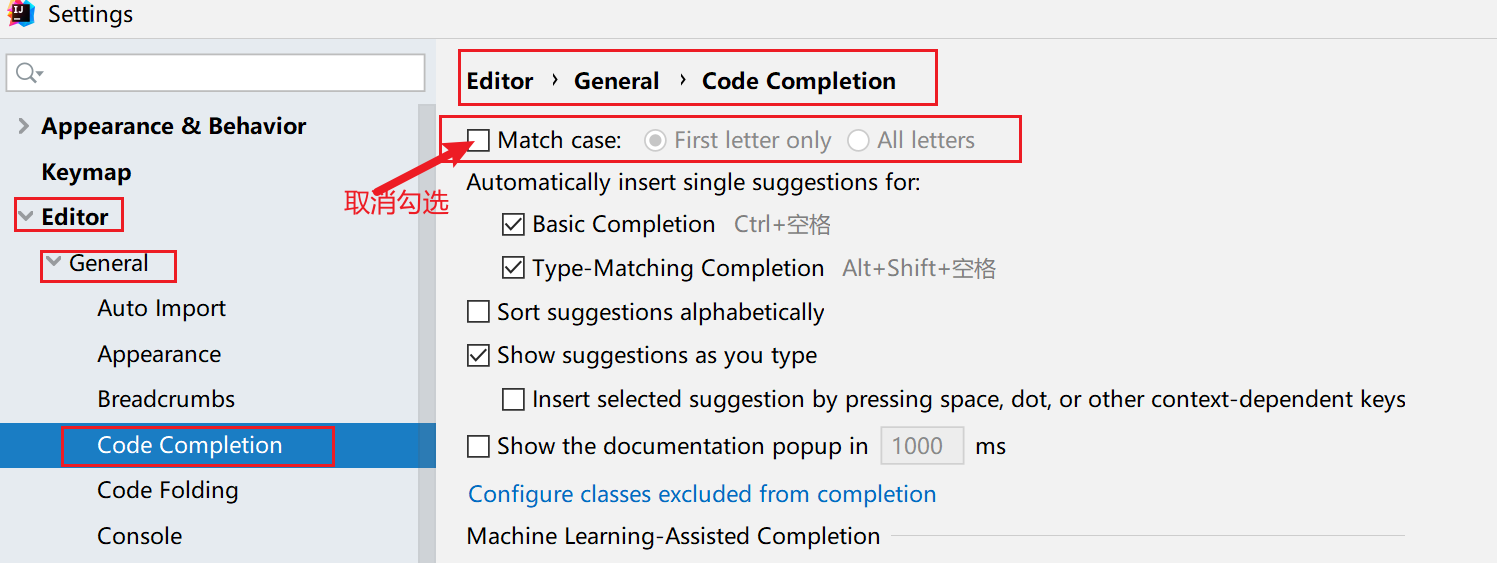 Settings
Appearance & Behavior
Keymap
Editor
General
Auto Import
Appearance
Breadcrumbs
Code Completion
Code Folding
Console
Editor › General › Code Completion
Match case: First letter only All letters
取消勾选
Automatically insert single suggestions for:
Basic Completion Ctrl+空格
Type-Matching Completion Alt+Shift+空格
Sort suggestions alphabetically
Show suggestions as you type
Insert selected suggestion by pressing space, dot, or other context-dependent keys
Show the documentation popup in 1000 ms
Configure classes excluded from completion
Machine Learning-Assisted Completion